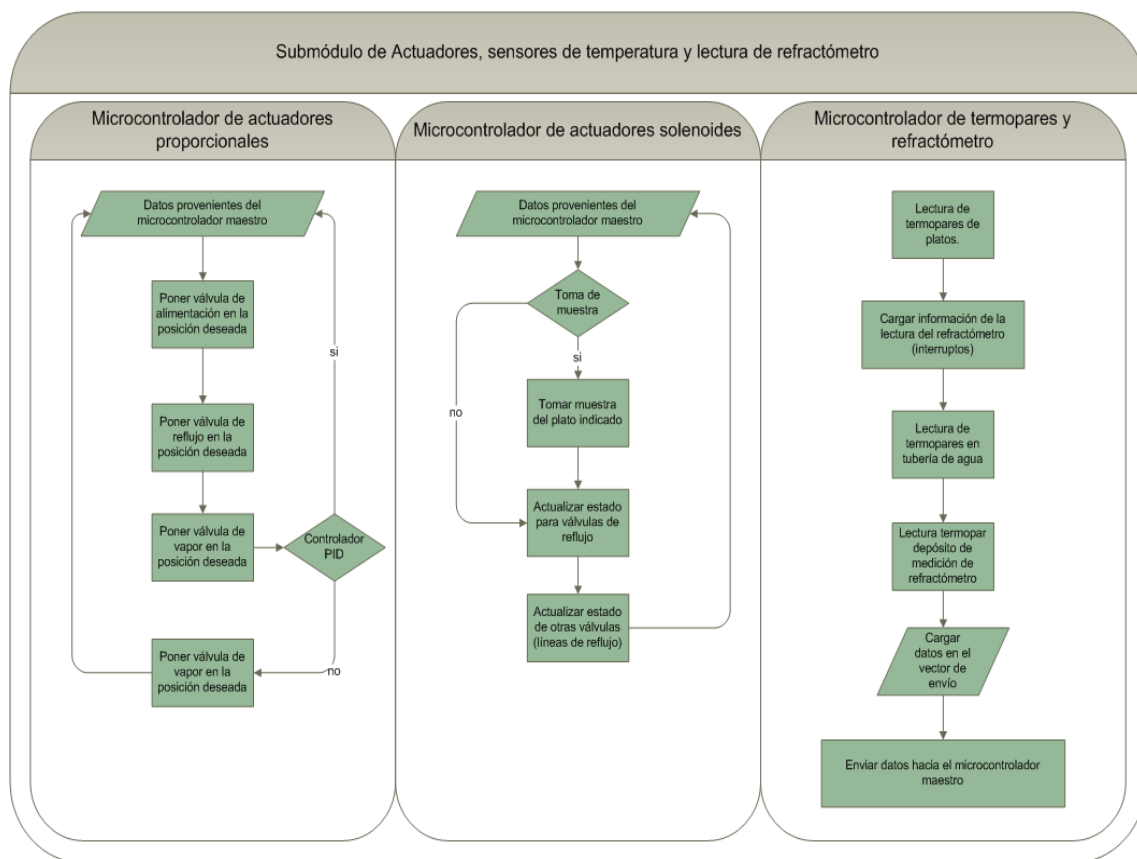 Submódulo de Actuadores, sensores de temperatura y lectura de refractómetro
Microcontrolador de actuadores
proporcionales
Datos provenientes del
microcontrolador maestro
Poner válvula de
alimentación en la
posición deseada
si
Poner válvula de
reflujo en la
posición deseada
Poner válvula de
vapor en la
posición deseada
Controlador
PID
Poner válvula de
vapor en la
posición deseada
no
Microcontrolador de actuadores solenoides
Datos provenientes del
microcontrolador maestro
Toma de
muestra
si
no
Tomar muestra
del plato indicado
Actualizar estado
para válvulas de
reflujo
Actualizar estado
de otras válvulas
(líneas de reflujo)
Microcontrolador de termopares y
refractómetro
Lectura de
termopares de
platos.
Cargar información de la
lectura del refractómetro
(interruptos)
Lectura de
termopares en
tubería de agua
Lectura termopar
depósito de
medición de
refractómetro
Cargar
datos en el
vector de
envío
Enviar datos hacia el microcontrolador
maestro